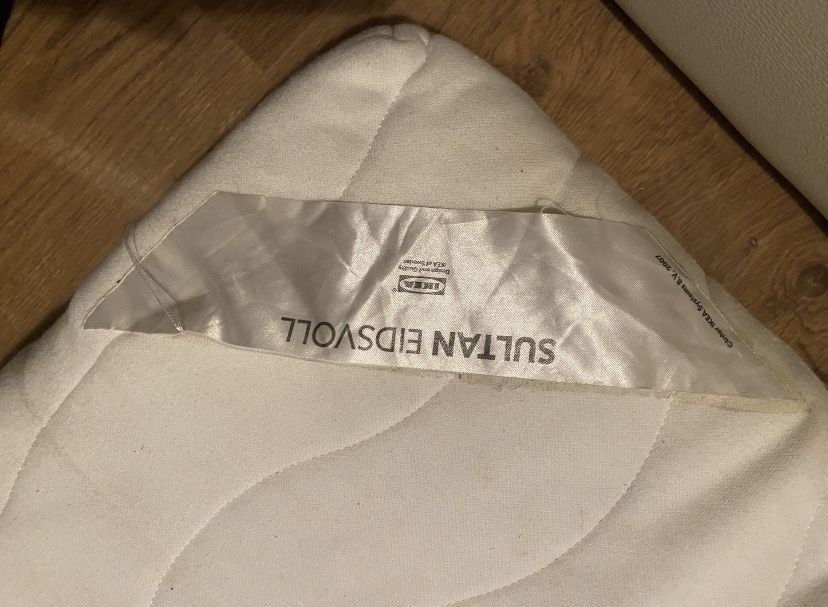 SULTAN EIDSVOLL
IKEA®
Design and Quality
IKEA of Sweden
©Inter IKEA Systems B.V. 2007